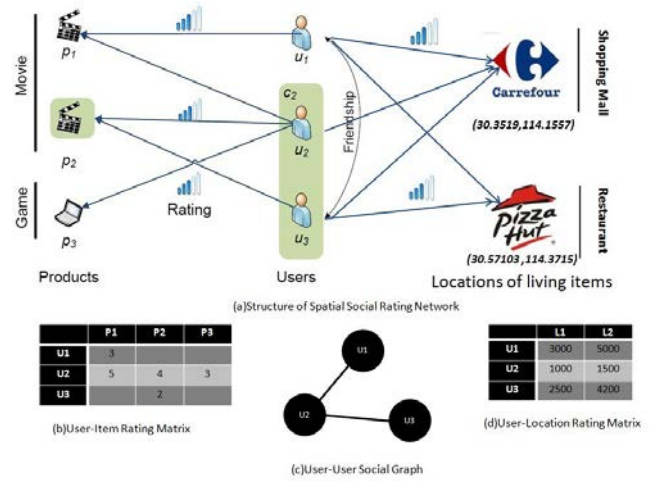 Movie
Game
p1
p2
p3
Rating
c2
u1
u2
u3
Friendship
Carrefour
(30.3519,114.1557)
Shopping Mall
Pizza
Hut
(30.57103,114.3715)
Restaurant
Products
Users
Locations of living items
(a)Structure of Spatial Social Rating Network
P1 P2 P3
U1 3
U2 5 4 3
U3 2
(b)User-Item Rating Matrix
U1
U2
U3
(c)User-User Social Graph
L1 L2
U1 3000 5000
U2 1000 1500
U3 2500 4200
(d)User-Location Rating Matrix